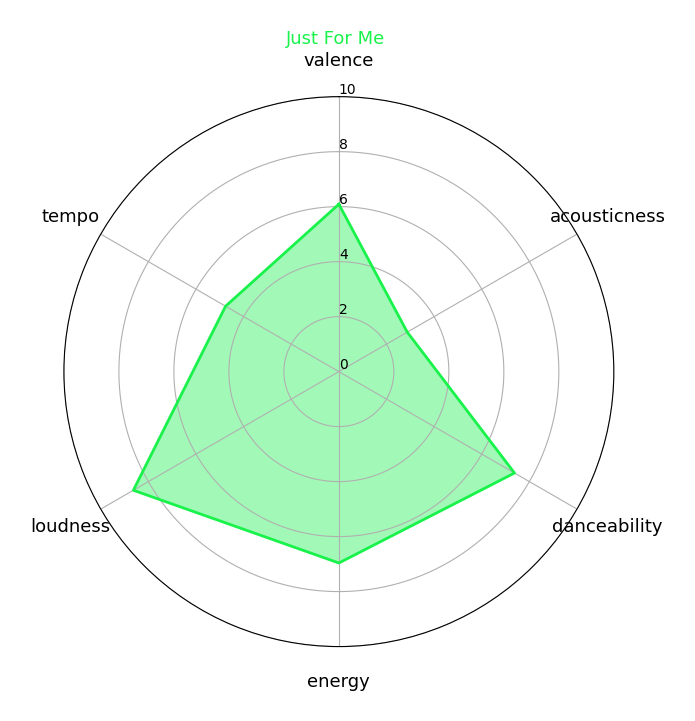 Just For Me
valence
10
8
6
4
2
0
tempo
acousticness
loudness
danceability
energy